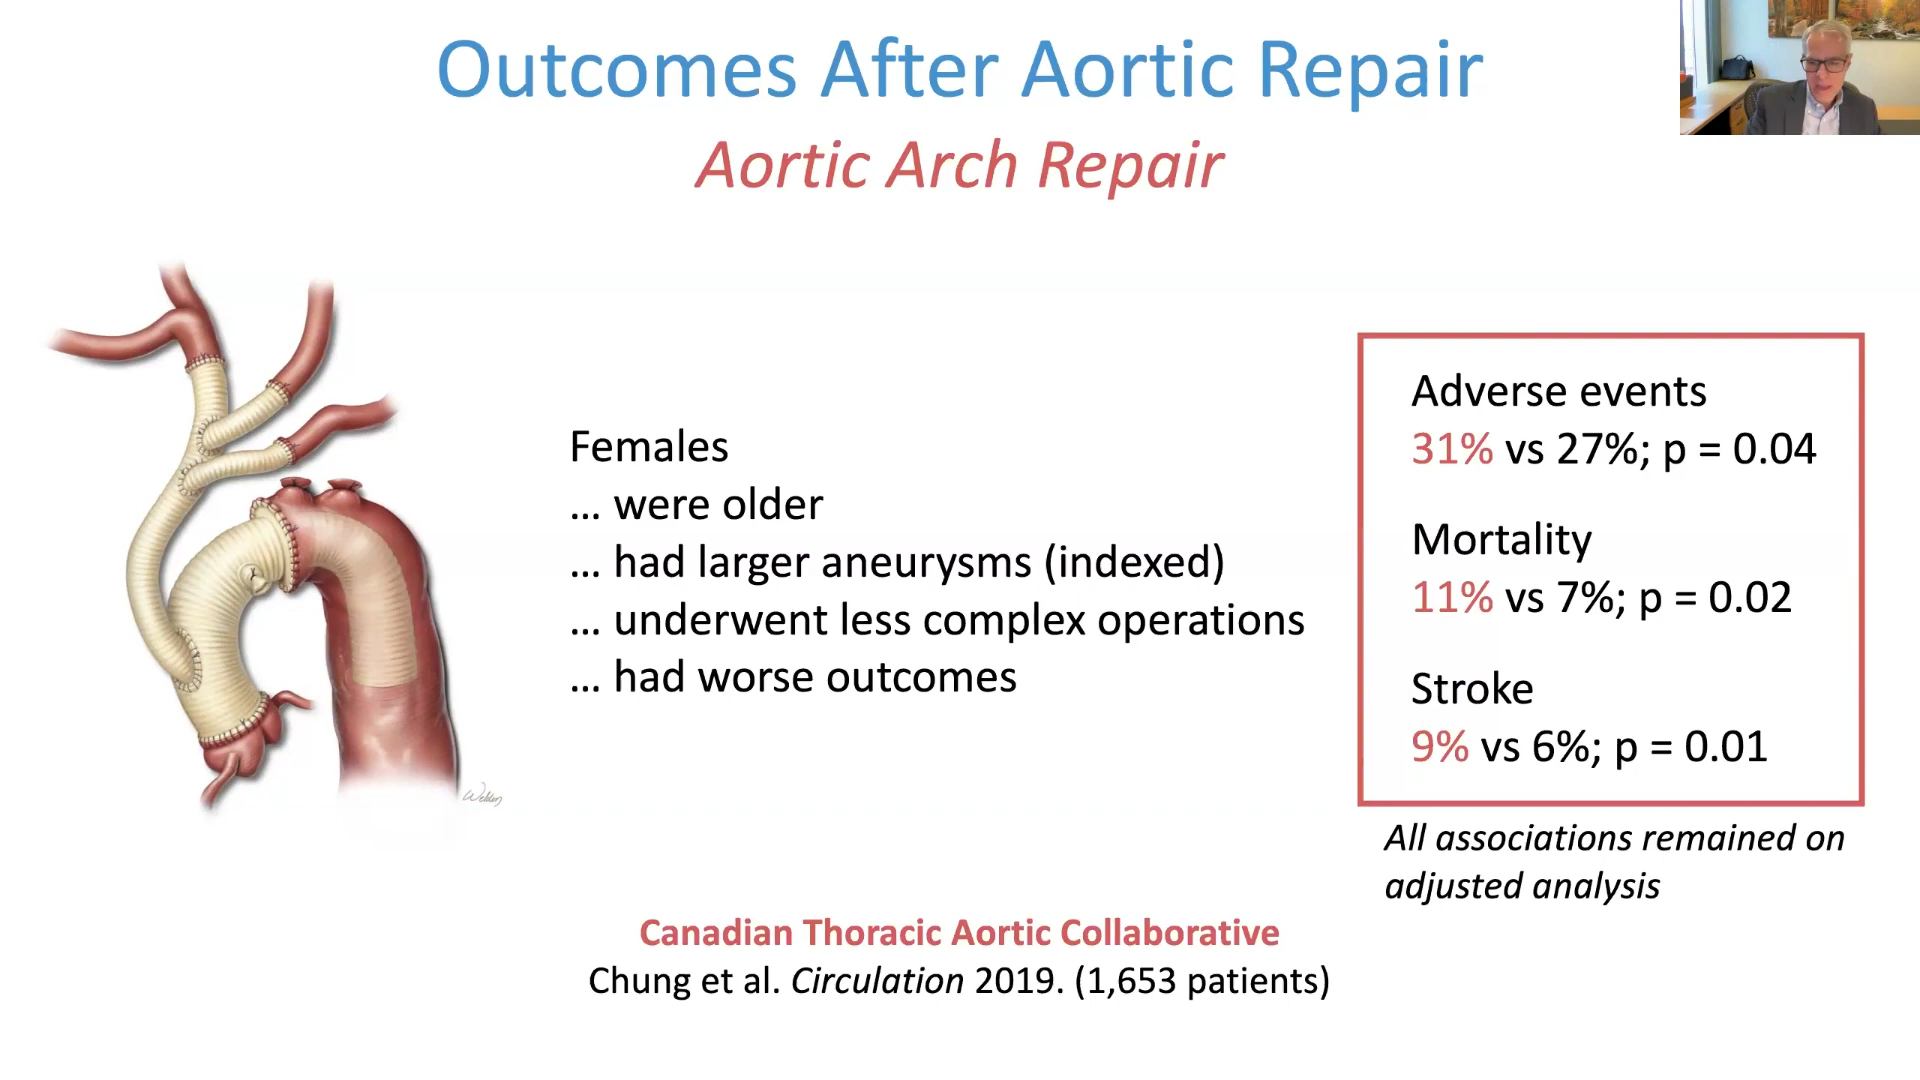 Outcomes After Aortic Repair
Aortic Arch Repair
Females
... were older
... had larger aneurysms (indexed)
... underwent less complex operations
... had worse outcomes
Adverse events
31% vs 27%; p = 0.04
Mortality
11% vs 7%; p = 0.02
Stroke
9% vs 6%; p = 0.01
All associations remained on
adjusted analysis
Canadian Thoracic Aortic Collaborative
Chung et al. Circulation 2019. (1,653 patients)